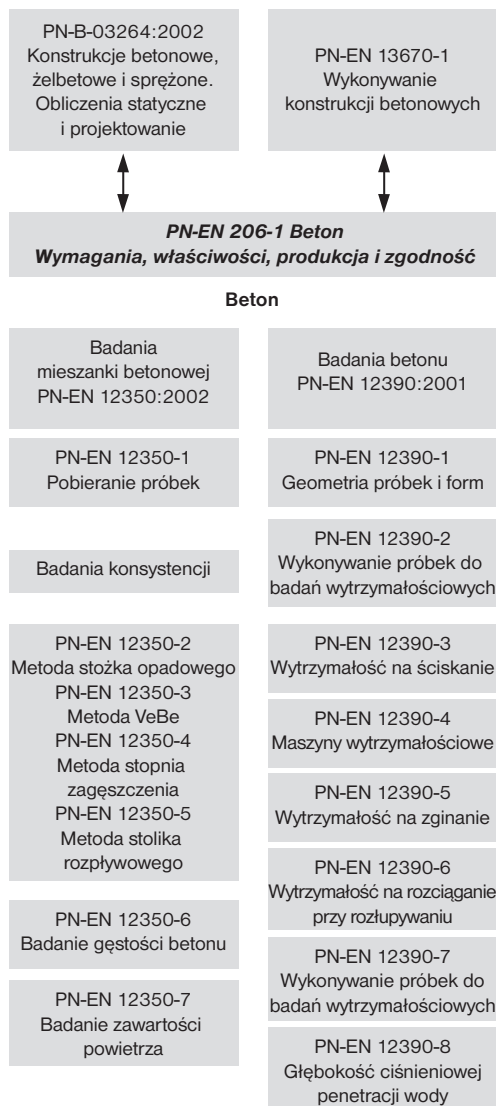 PN-B-03264:2002
Konstrukcje betonowe,
żelbetowe i sprężone.
Obliczenia statyczne
i projektowanie
PN-EN 13670-1
Wykonywanie
konstrukcji betonowych
PN-EN 206-1 Beton
Wymagania, właściwości, produkcja i zgodność
Beton
Badania
mieszanki betonowej
PN-EN 12350:2002
PN-EN 12350-1
Pobieranie próbek
Badania konsystencji
PN-EN 12350-2
Metoda stożka opadowego
PN-EN 12350-3
Metoda VeBe
PN-EN 12350-4
Metoda stopnia
zagęszczenia
PN-EN 12350-5
Metoda stolika
rozpływowego
PN-EN 12350-6
Badanie gęstości betonu
PN-EN 12350-7
Badanie zawartości
powietrza
Badania betonu
PN-EN 12390:2001
PN-EN 12390-1
Geometria próbek i form
PN-EN 12390-2
Wykonywanie próbek do
badań wytrzymałościowych
PN-EN 12390-3
Wytrzymałość na ściskanie
PN-EN 12390-4
Maszyny wytrzymałościowe
PN-EN 12390-5
Wytrzymałość na zginanie
PN-EN 12390-6
Wytrzymałość na rozciąganie
przy rozłupywaniu
PN-EN 12390-7
Wykonywanie próbek do
badań wytrzymałościowych
PN-EN 12390-8
Głębokość ciśnieniowej
penetracji wody